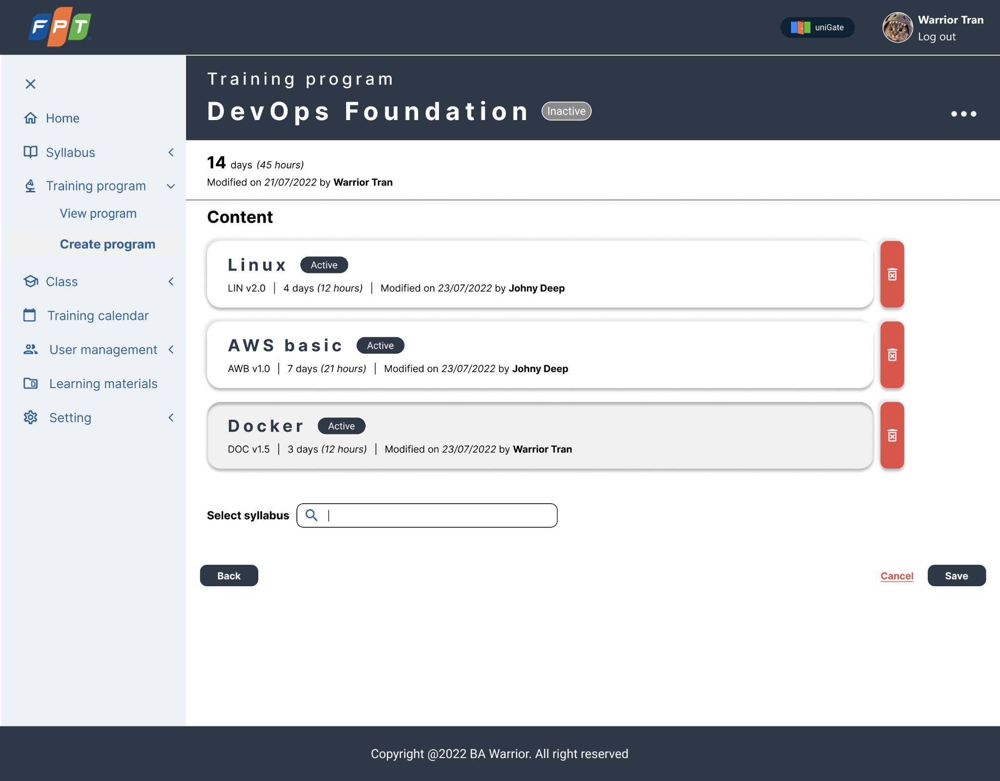 FPT
uniGate
Warrior Tran
Log out
Home
Syllabus
Training program
View program
Create program
Class
Training calendar
User management
Learning materials
Setting
Training program
DevOps Foundation Inactive
14 days (45 hours)
Modified on 21/07/2022 by Warrior Tran
Content
Linux Active
LIN v2.0 | 4 days (12 hours) | Modified on 23/07/2022 by Johny Deep
AWS basic Active
AWB v1.0 | 7 days (21 hours) | Modified on 23/07/2022 by Johny Deep
Docker Active
DOC v1.5 | 3 days (12 hours) | Modified on 23/07/2022 by Warrior Tran
Select syllabus
Back
Cancel
Save
Copyright @2022 BA Warrior. All right reserved